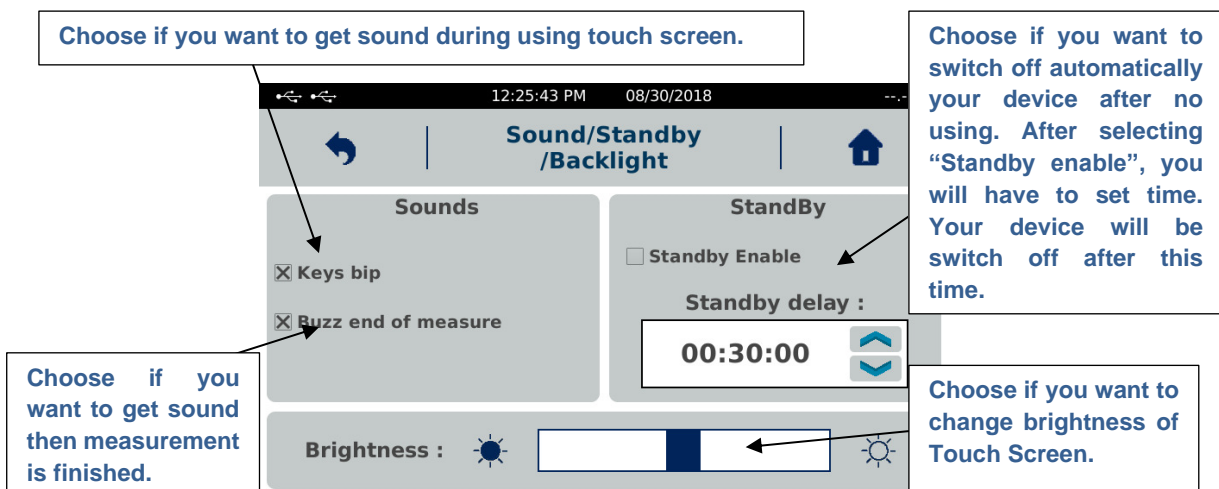 Choose if you want to get sound during using touch screen.
Choose if you want to
switch off automatically
your device after no
using. After selecting
“Standby enable”, you
will have to set time.
Your device will be
switch off after this
time.
12:25:43 PM 08/30/2018 --.-
Sound/Standby
/Backlight
Sounds
Keys bip
Buzz end of measure
StandBy
Standby Enable
Standby delay :
00:30:00
Choose if you
want to get sound
then measurement
is finished.
Brightness :
Choose if you want to
change brightness of
Touch Screen.